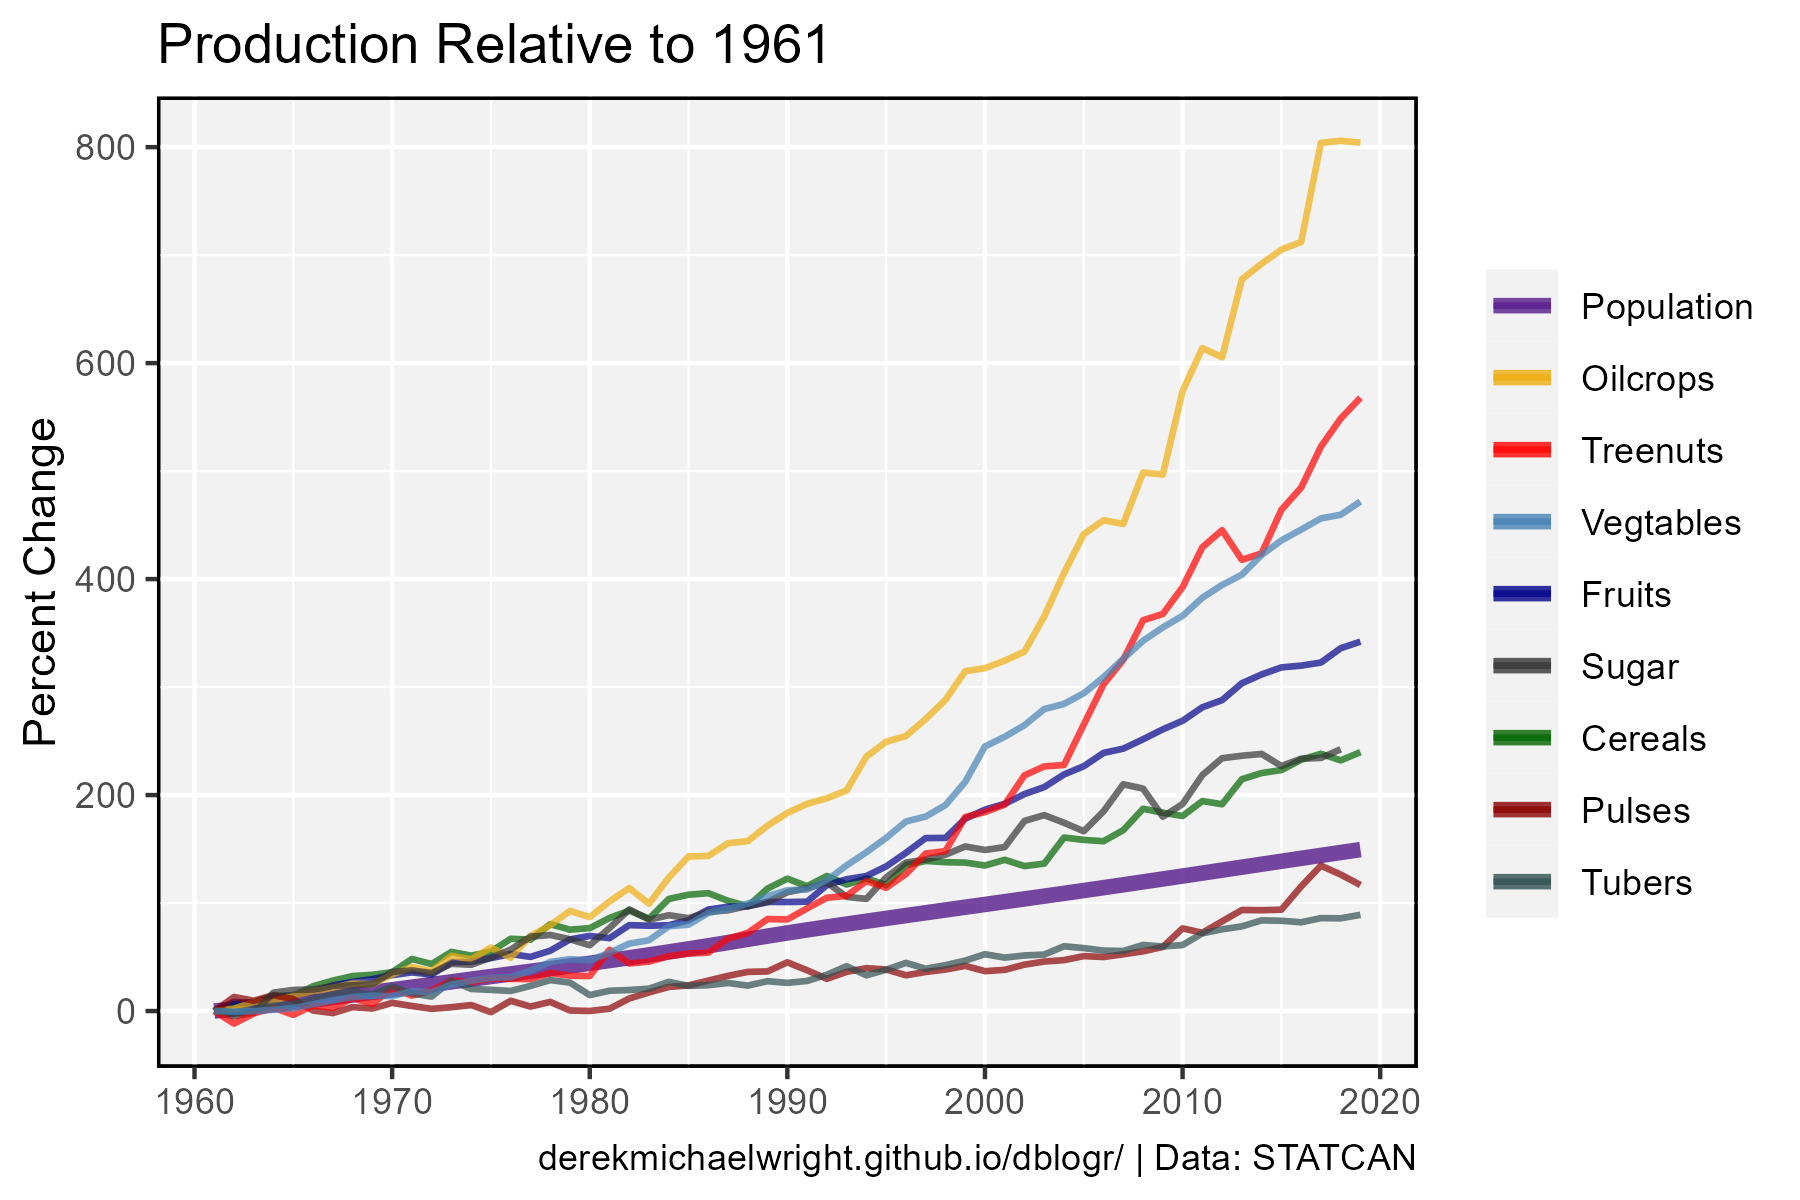 Production Relative to 1961
Percent Change
800
600
400
200
0
1960 1970 1980 1990 2000 2010 2020
Population
Oilcrops
Treenuts
Vegtables
Fruits
Sugar
Cereals
Pulses
Tubers
derekmichaelwright.github.io/dblogr/ | Data: STATCAN